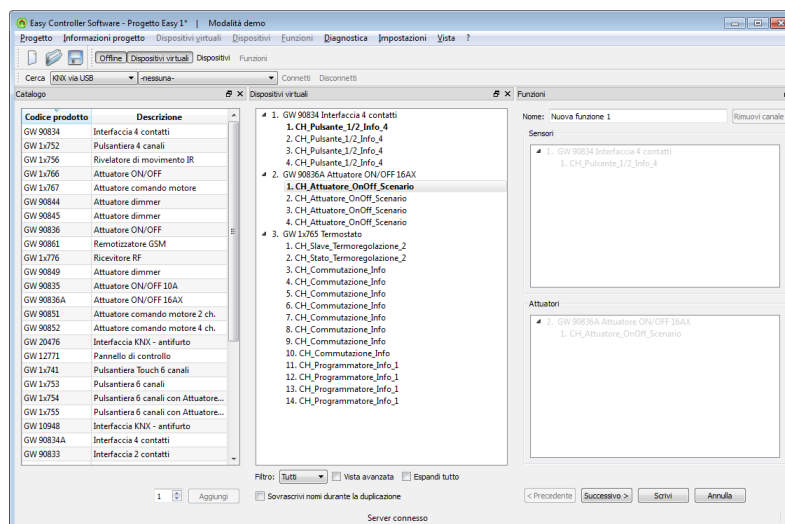 Easy Controller Software - Progetto Easy 1* | Modalità demo
Progetto Informazioni progetto Dispositivi virtuali Dispositivi Funzioni Diagnostica Impostazioni Vista ?
Offline Dispositivi virtuali Dispositivi Funzioni
Cerca KNX via USB -nessuna- Connetti Disconnetti
Catalogo
Codice prodotto Descrizione
GW 90834 Interfaccia 4 contatti
GW 1x752 Pulsantiera 4 canali
GW 1x756 Rivelatore di movimento IR
GW 1x766 Attuatore ON/OFF
GW 1x767 Attuatore comando motore
GW 90844 Attuatore dimmer
GW 90845 Attuatore dimmer
GW 90836 Attuatore ON/OFF
GW 90861 Remotizzatore GSM
GW 1x776 Ricevitore RF
GW 90849 Attuatore dimmer
GW 90835 Attuatore ON/OFF 10A
GW 90836A Attuatore ON/OFF 16AX
GW 90851 Attuatore comando motore 2 ch.
GW 90852 Attuatore comando motore 4 ch.
GW 20476 Interfaccia KNX - antifurto
GW 12771 Pannello di controllo
GW 1x741 Pulsantiera Touch 6 canali
GW 1x753 Pulsantiera 6 canali
GW 1x754 Pulsantiera 6 canali con Attuatore...
GW 1x755 Pulsantiera 6 canali con Attuatore...
GW 10948 Interfaccia KNX - antifurto
GW 90834A Interfaccia 4 contatti
GW 90833 Interfaccia 2 contatti
1 Aggiungi
Dispositivi virtuali
1. GW 90834 Interfaccia 4 contatti
1. CH_Pulsante_1/2_Info_4
2. CH_Pulsante_1/2_Info_4
3. CH_Pulsante_1/2_Info_4
4. CH_Pulsante_1/2_Info_4
2. GW 90836A Attuatore ON/OFF 16AX
1. CH_Attuatore_OnOff_Scenario
2. CH_Attuatore_OnOff_Scenario
3. CH_Attuatore_OnOff_Scenario
4. CH_Attuatore_OnOff_Scenario
3. GW 1x765 Termostato
1. CH_Slave_Termoregolazione_2
2. CH_Stato_Termoregolazione_2
3. CH_Commutazione_Info
4. CH_Commutazione_Info
5. CH_Commutazione_Info
6. CH_Commutazione_Info
7. CH_Commutazione_Info
8. CH_Commutazione_Info
9. CH_Commutazione_Info
10. CH_Commutazione_Info
11. CH_Programmatore_Info_1
12. CH_Programmatore_Info_1
13. CH_Programmatore_Info_1
14. CH_Programmatore_Info_1
Filtro: Tutti Vista avanzata Espandi tutto
Sovrascrivi nomi durante la duplicazione
Funzioni
Nome: Nuova funzione 1 Rimuovi canale
Sensori
1. GW 90834 Interfaccia 4 contatti
1. CH_Pulsante_1/2_Info_4
Attuatori
2. GW 90836A Attuatore ON/OFF 16AX
1. CH_Attuatore_OnOff_Scenario
< Precedente Successivo > Scrivi Annulla
Server connesso